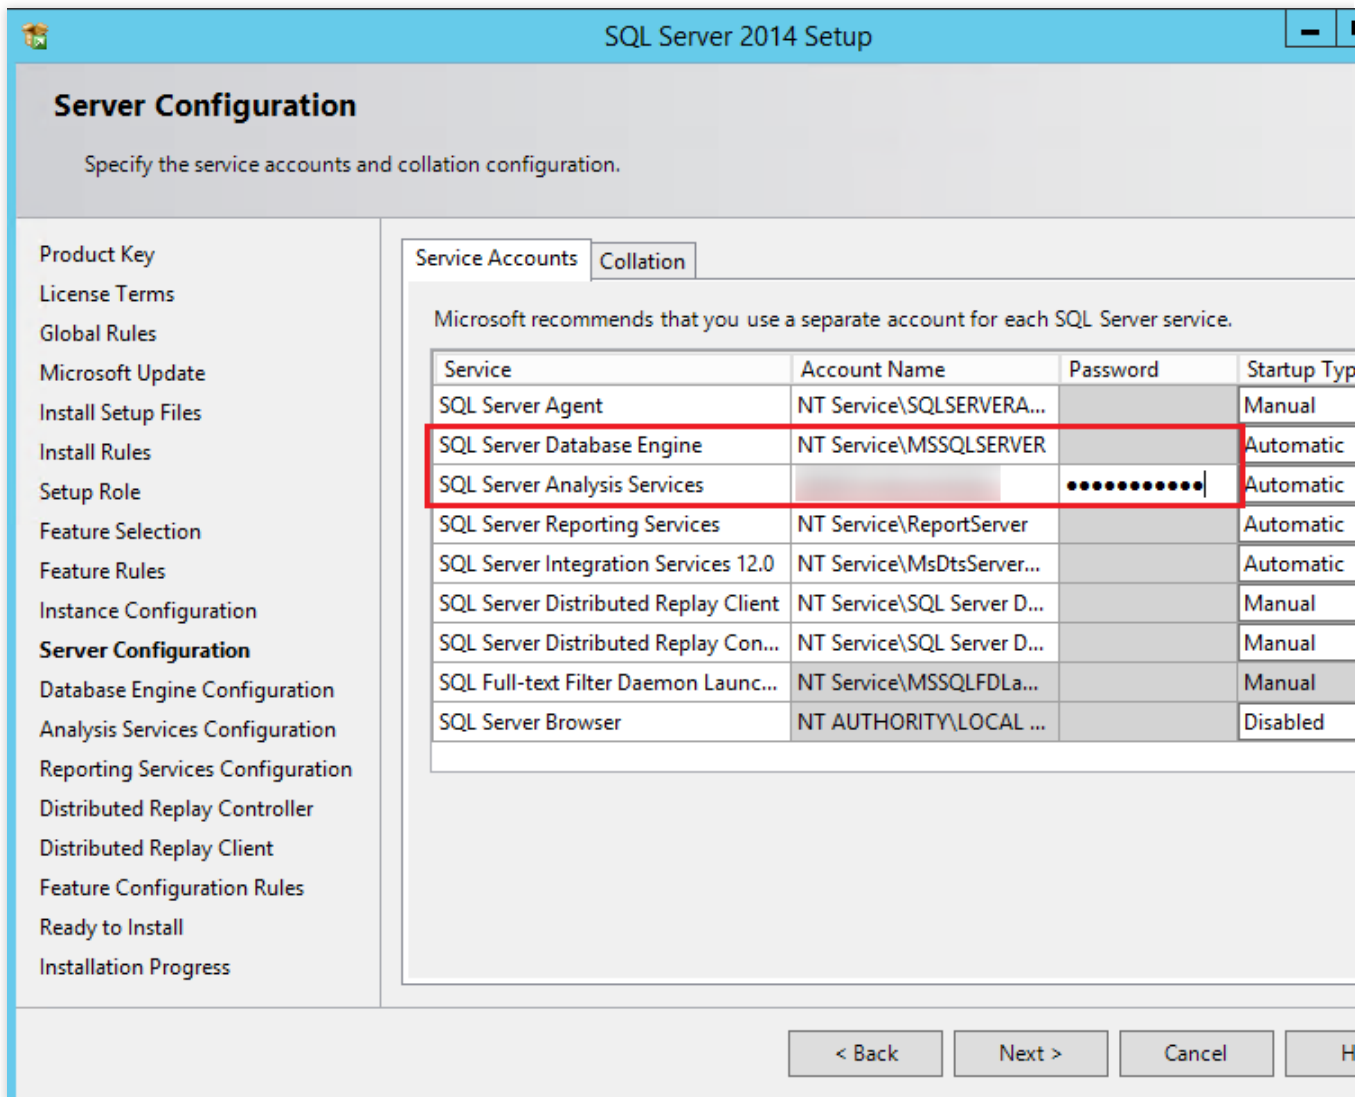 SQL Server 2014 Setup
Server Configuration
Specify the service accounts and collation configuration.
Product Key
License Terms
Global Rules
Microsoft Update
Install Setup Files
Install Rules
Setup Role
Feature Selection
Feature Rules
Instance Configuration
Server Configuration
Database Engine Configuration
Analysis Services Configuration
Reporting Services Configuration
Distributed Replay Controller
Distributed Replay Client
Feature Configuration Rules
Ready to Install
Installation Progress
Service Accounts Collation
Microsoft recommends that you use a separate account for each SQL Server service.
Service Account Name Password Startup Typ
SQL Server Agent NT Service\SQLSERVERA... Manual
SQL Server Database Engine NT Service\MSSQLSERVER Automatic
SQL Server Analysis Services ●●●●●●●●●●● Automatic
SQL Server Reporting Services NT Service\ReportServer Automatic
SQL Server Integration Services 12.0 NT Service\MsDtsServer... Automatic
SQL Server Distributed Replay Client NT Service\SQL Server D... Manual
SQL Server Distributed Replay Con... NT Service\SQL Server D... Manual
SQL Full-text Filter Daemon Launc... NT Service\MSSQLFDLa... Manual
SQL Server Browser NT AUTHORITY\LOCAL ... Disabled
< Back Next > Cancel H